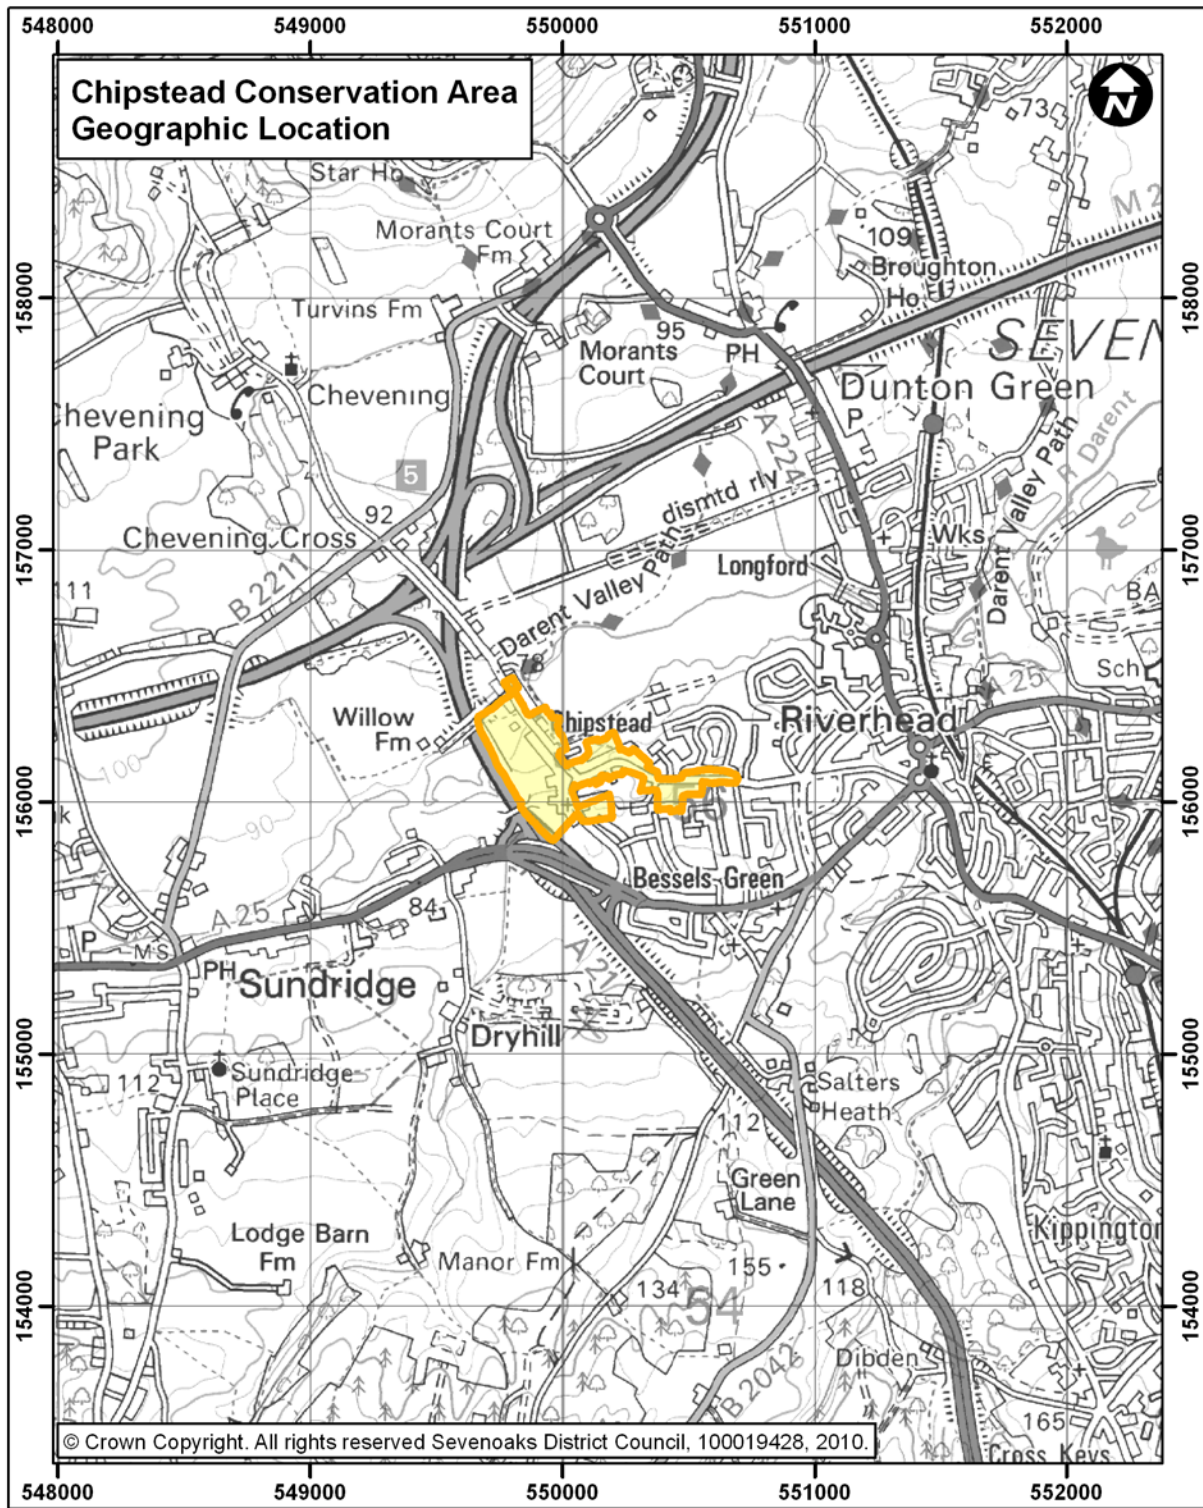 548000 549000 550000 551000 552000
Chipstead Conservation Area
Geographic Location
N
73
Star Ho
M 2
Morants Court
Fm
109
Broughton
Ho
158000
158000
Turvins Fm
95
SEVEN
Morants
Court
PH
Chevening
Dunton Green
hevening
Park
P
A 224
R Darent
5
dismtd rly
92
Chevening Cross
Wks
157000
157000
Longford
Darent Valley Path
Darent Valley Path
111
B 2211
BA
78
Sch
A 25
Willow
Fm
Chipstead
Riverhead
100
156000
156000
90
k
Bessels Green
84
A 25
P
MS
PH
A 21
Sundridge
Dryhill
155000
155000
Sundridge
Place
112
Salters
Heath
112
Green
Lane
Kippington
Lodge Barn
Fm
Manor Fm
155
134
118
54
154000
154000
Dibden
B 2042
165
Cross Keys
© Crown Copyright. All rights reserved Sevenoaks District Council, 100019428, 2010.
548000 549000 550000 551000 552000